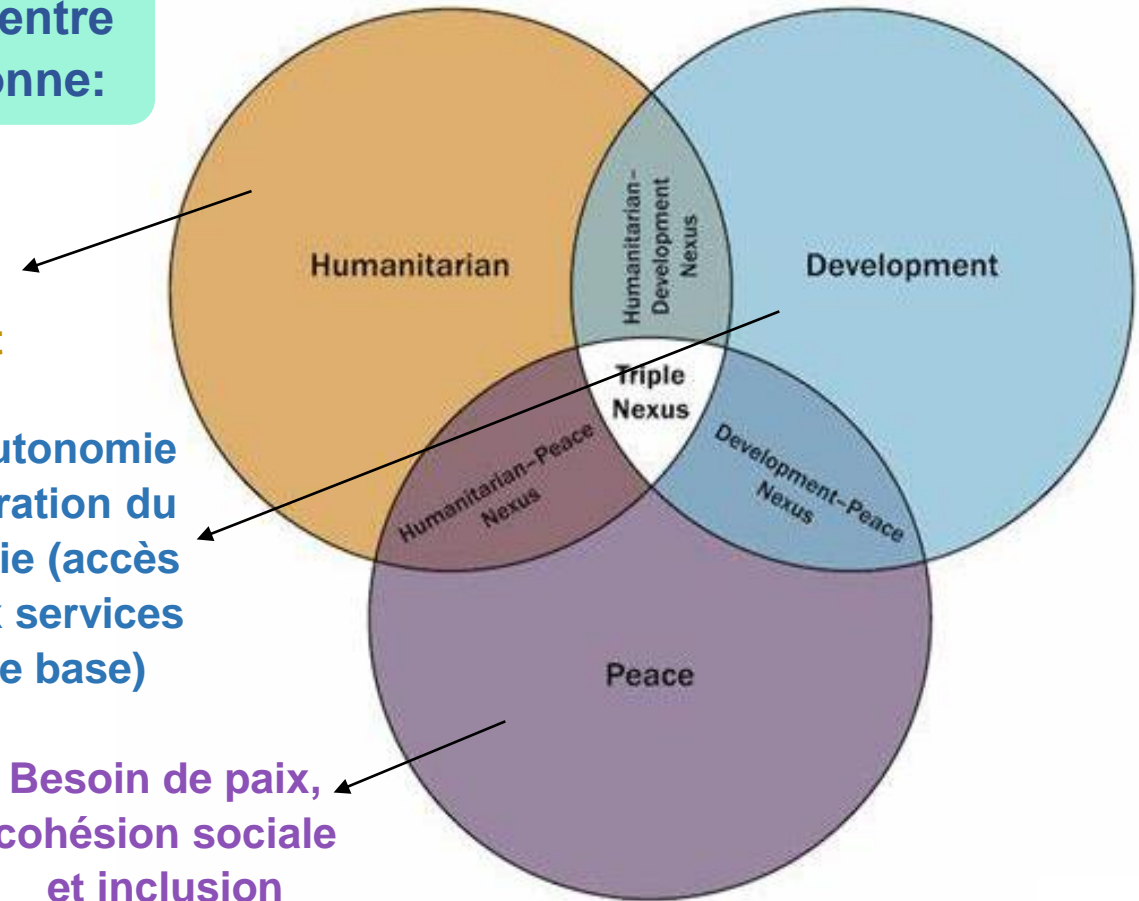 entre
onne:
Humanitarian
Humanitarian–
Development
Nexus
Development
t
Triple
Nexus
utonomie
ration du
ie (accès
x services
e base)
Humanitarian–Peace
Nexus
Development–Peace
Nexus
Peace
Besoin de paix,
cohésion sociale
et inclusion